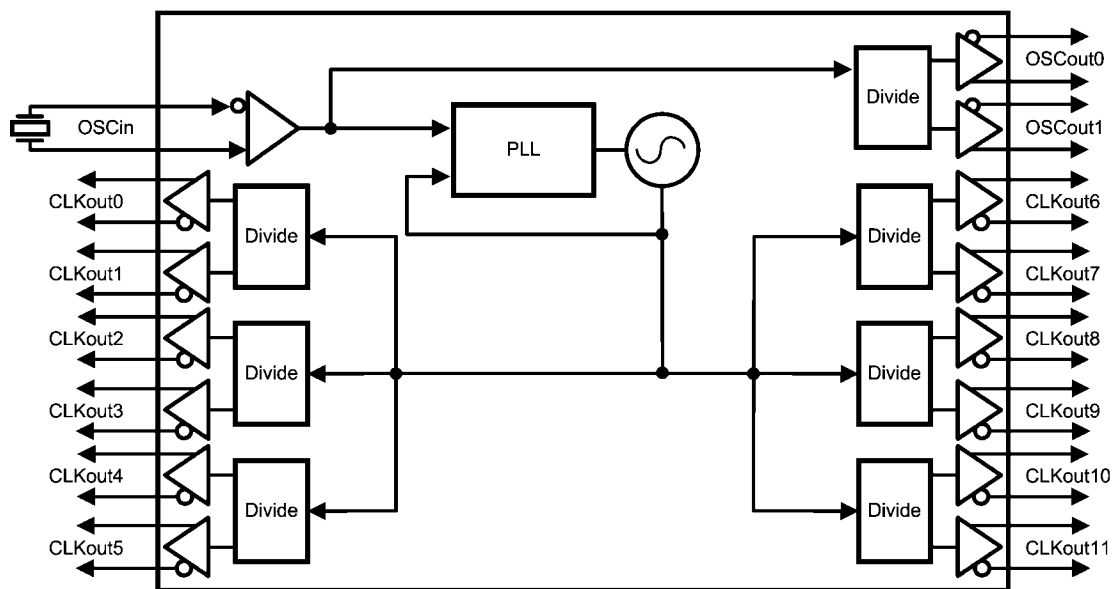 OSCout0
Divide
OSCin
OSCout1
PLL
CLKout0
CLKout6
Divide
Divide
CLKout1
CLKout7
CLKout2
CLKout8
Divide
Divide
CLKout3
CLKout9
CLKout4
CLKout10
Divide
Divide
CLKout5
CLKout11